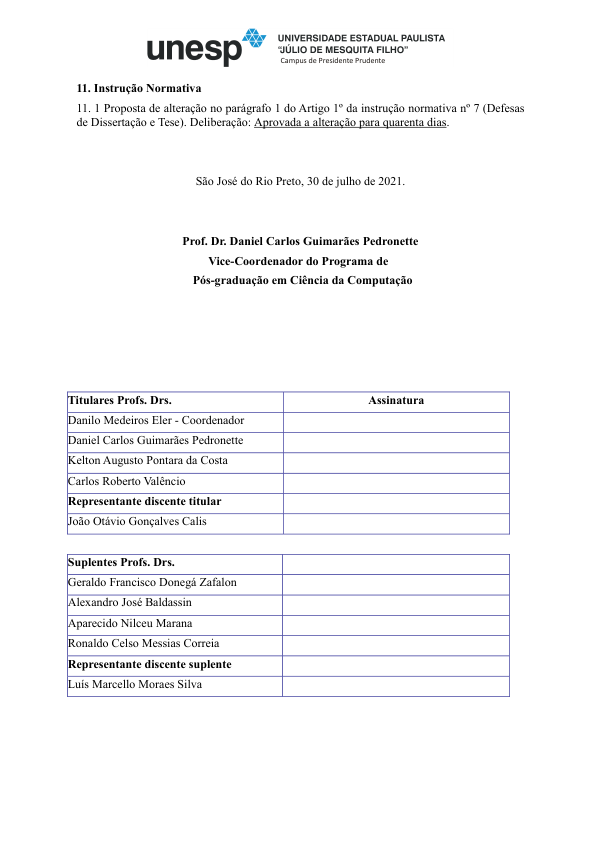 unesp
UNIVERSIDADE ESTADUAL PAULISTA
"JÚLIO DE MESQUITA FILHO"
Campus de Presidente Prudente
11. Instrução Normativa
11. 1 Proposta de alteração no parágrafo 1 do Artigo 1º da instrução normativa nº 7 (Defesas
de Dissertação e Tese). Deliberação: Aprovada a alteração para quarenta dias.
São José do Rio Preto, 30 de julho de 2021.
Prof. Dr. Daniel Carlos Guimarães Pedronette
Vice-Coordenador do Programa de
Pós-graduação em Ciência da Computação
Titulares Profs. Drs. Assinatura
Danilo Medeiros Eler - Coordenador
Daniel Carlos Guimarães Pedronette
Kelton Augusto Pontara da Costa
Carlos Roberto Valêncio
Representante discente titular
João Otávio Gonçalves Calis
Suplentes Profs. Drs.
Geraldo Francisco Donegá Zafalon
Alexandro José Baldassin
Aparecido Nilceu Marana
Ronaldo Celso Messias Correia
Representante discente suplente
Luis Marcello Moraes Silva